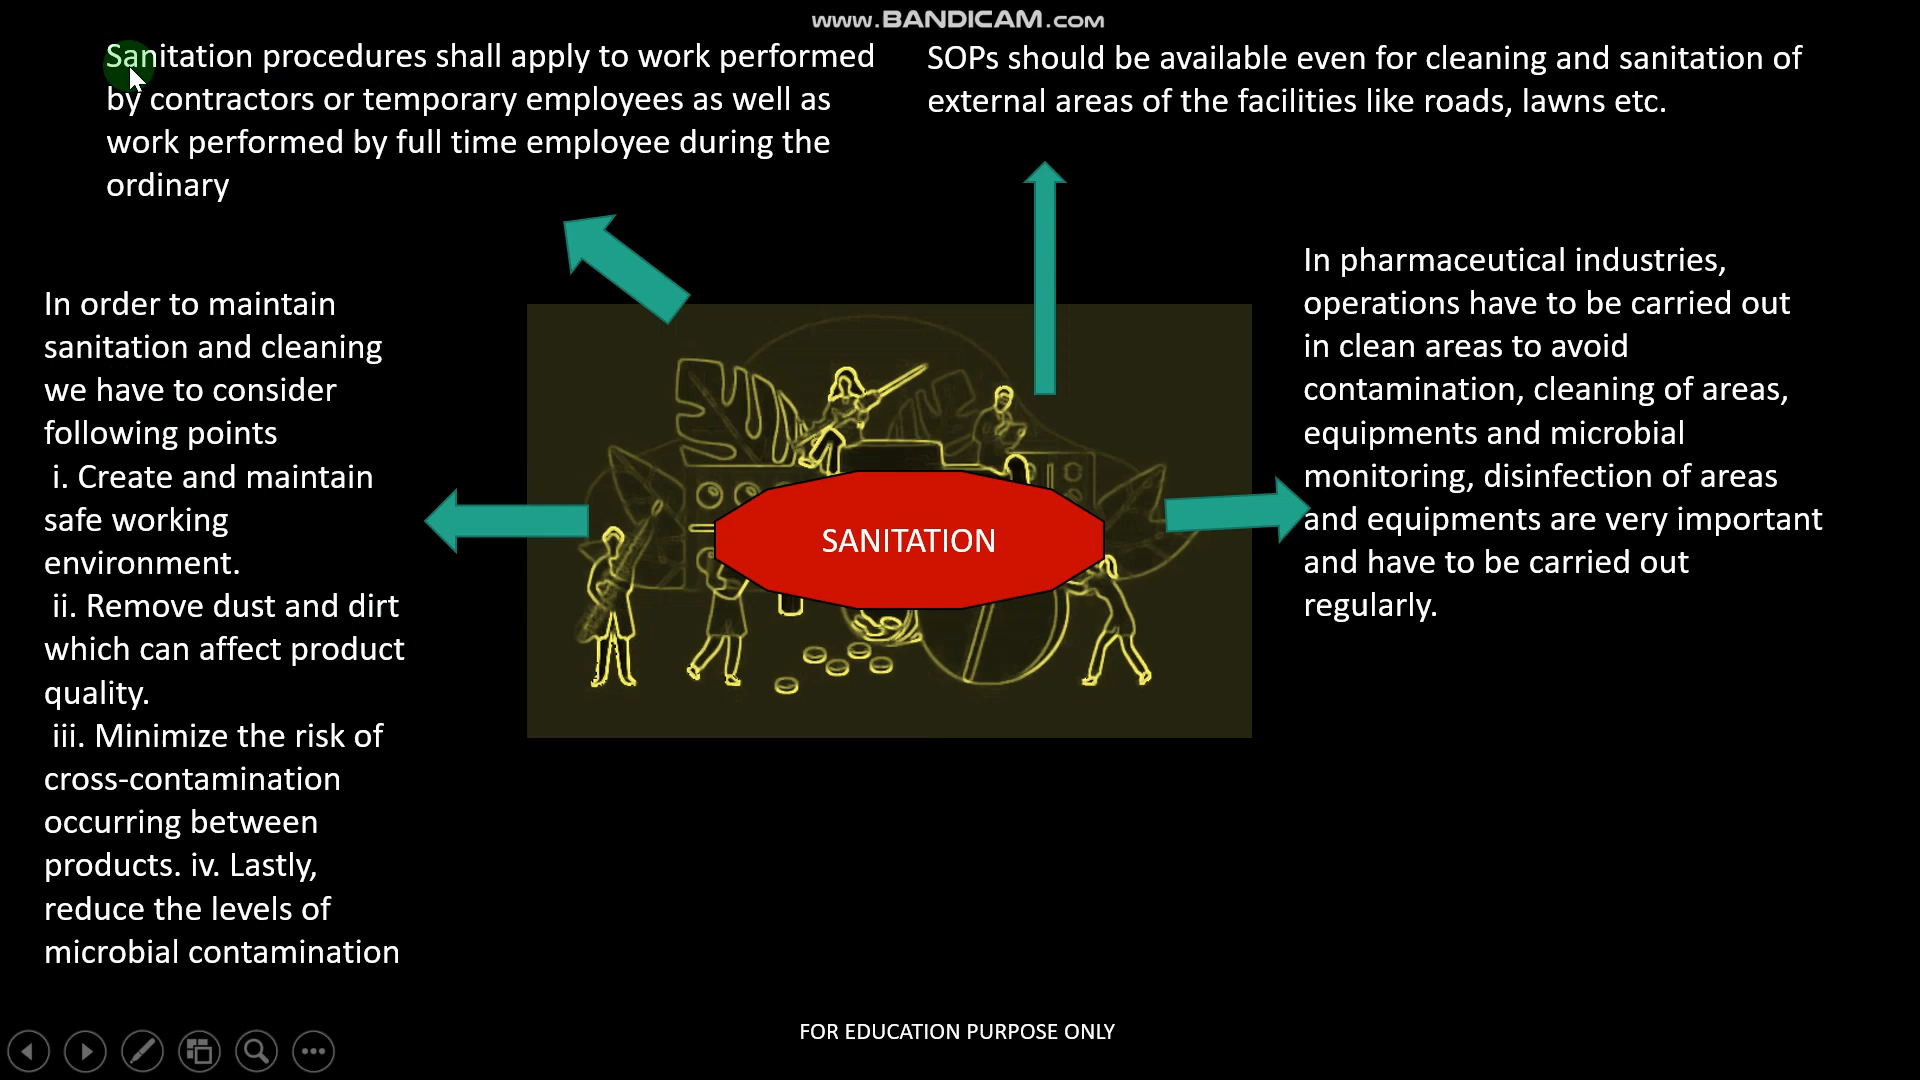 www.BANDICAM.com
Sanitation procedures shall apply to work performed
by contractors or temporary employees as well as
work performed by full time employee during the
ordinary
SOPs should be available even for cleaning and sanitation of
external areas of the facilities like roads, lawns etc.
In order to maintain
sanitation and cleaning
we have to consider
following points
i. Create and maintain
safe working
environment.
ii. Remove dust and dirt
which can affect product
quality.
iii. Minimize the risk of
cross-contamination
occurring between
products. iv. Lastly,
reduce the levels of
microbial contamination
SANITATION
In pharmaceutical industries,
operations have to be carried out
in clean areas to avoid
contamination, cleaning of areas,
equipments and microbial
monitoring, disinfection of areas
and equipments are very important
and have to be carried out
regularly.
FOR EDUCATION PURPOSE ONLY